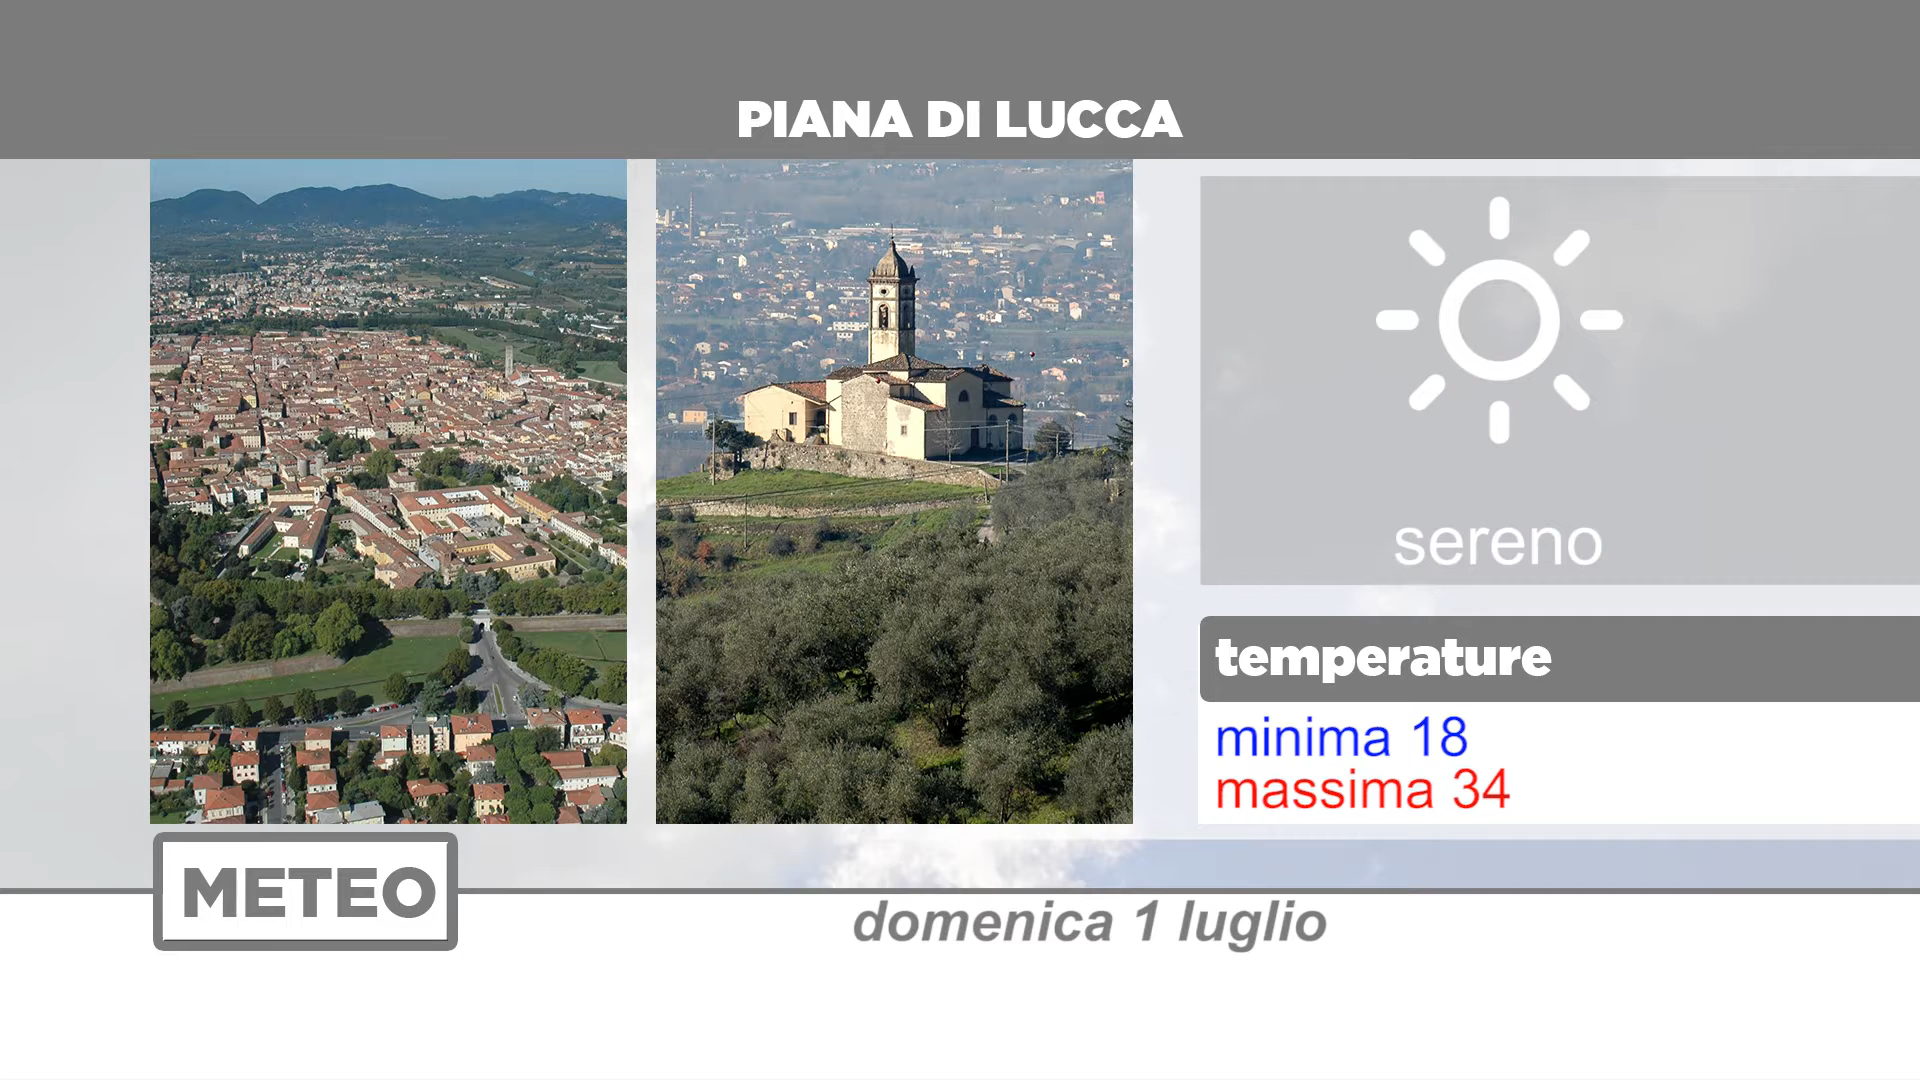 PIANA DI LUCCA
sereno
temperature
minima 18
massima 34
METEO
domenica 1 luglio